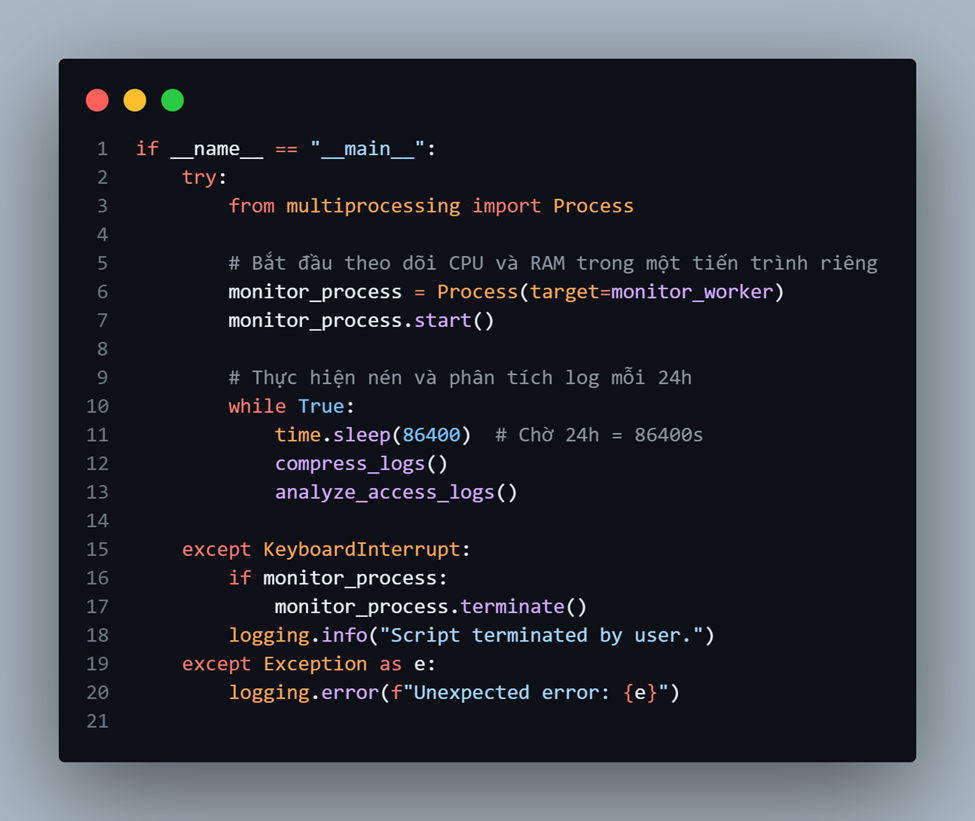 1 if __name__ == "__main__":
2     try:
3         from multiprocessing import Process
4
5         # Bắt đầu theo dõi CPU và RAM trong một tiến trình riêng
6         monitor_process = Process(target=monitor_worker)
7         monitor_process.start()
8
9         # Thực hiện nén và phân tích log mỗi 24h
10         while True:
11             time.sleep(86400)  # Chờ 24h = 86400s
12             compress_logs()
13             analyze_access_logs()
14
15     except KeyboardInterrupt:
16         if monitor_process:
17             monitor_process.terminate()
18         logging.info("Script terminated by user.")
19     except Exception as e:
20         logging.error(f"Unexpected error: {e}")
21